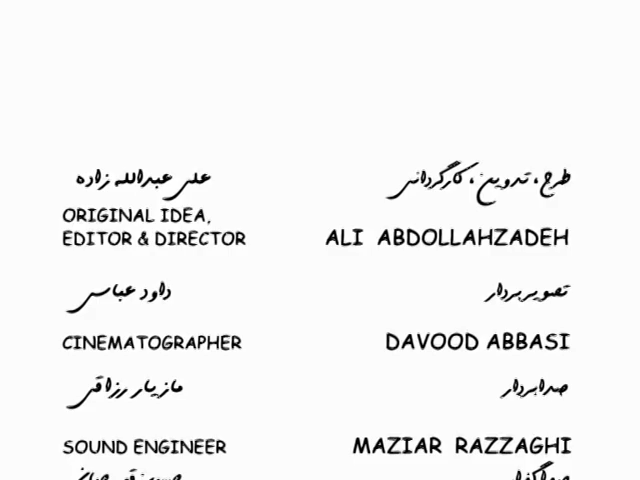 طرح، تدوین، کارگردانی علی عبدالله زاده
ORIGINAL IDEA,
EDITOR & DIRECTOR ALI ABDOLLAHZADEH
تصویربردار داود عباسی
CINEMATOGRAPHER DAVOOD ABBASI
صدابردار مازیار رزاقی
SOUND ENGINEER MAZIAR RAZZAGHI